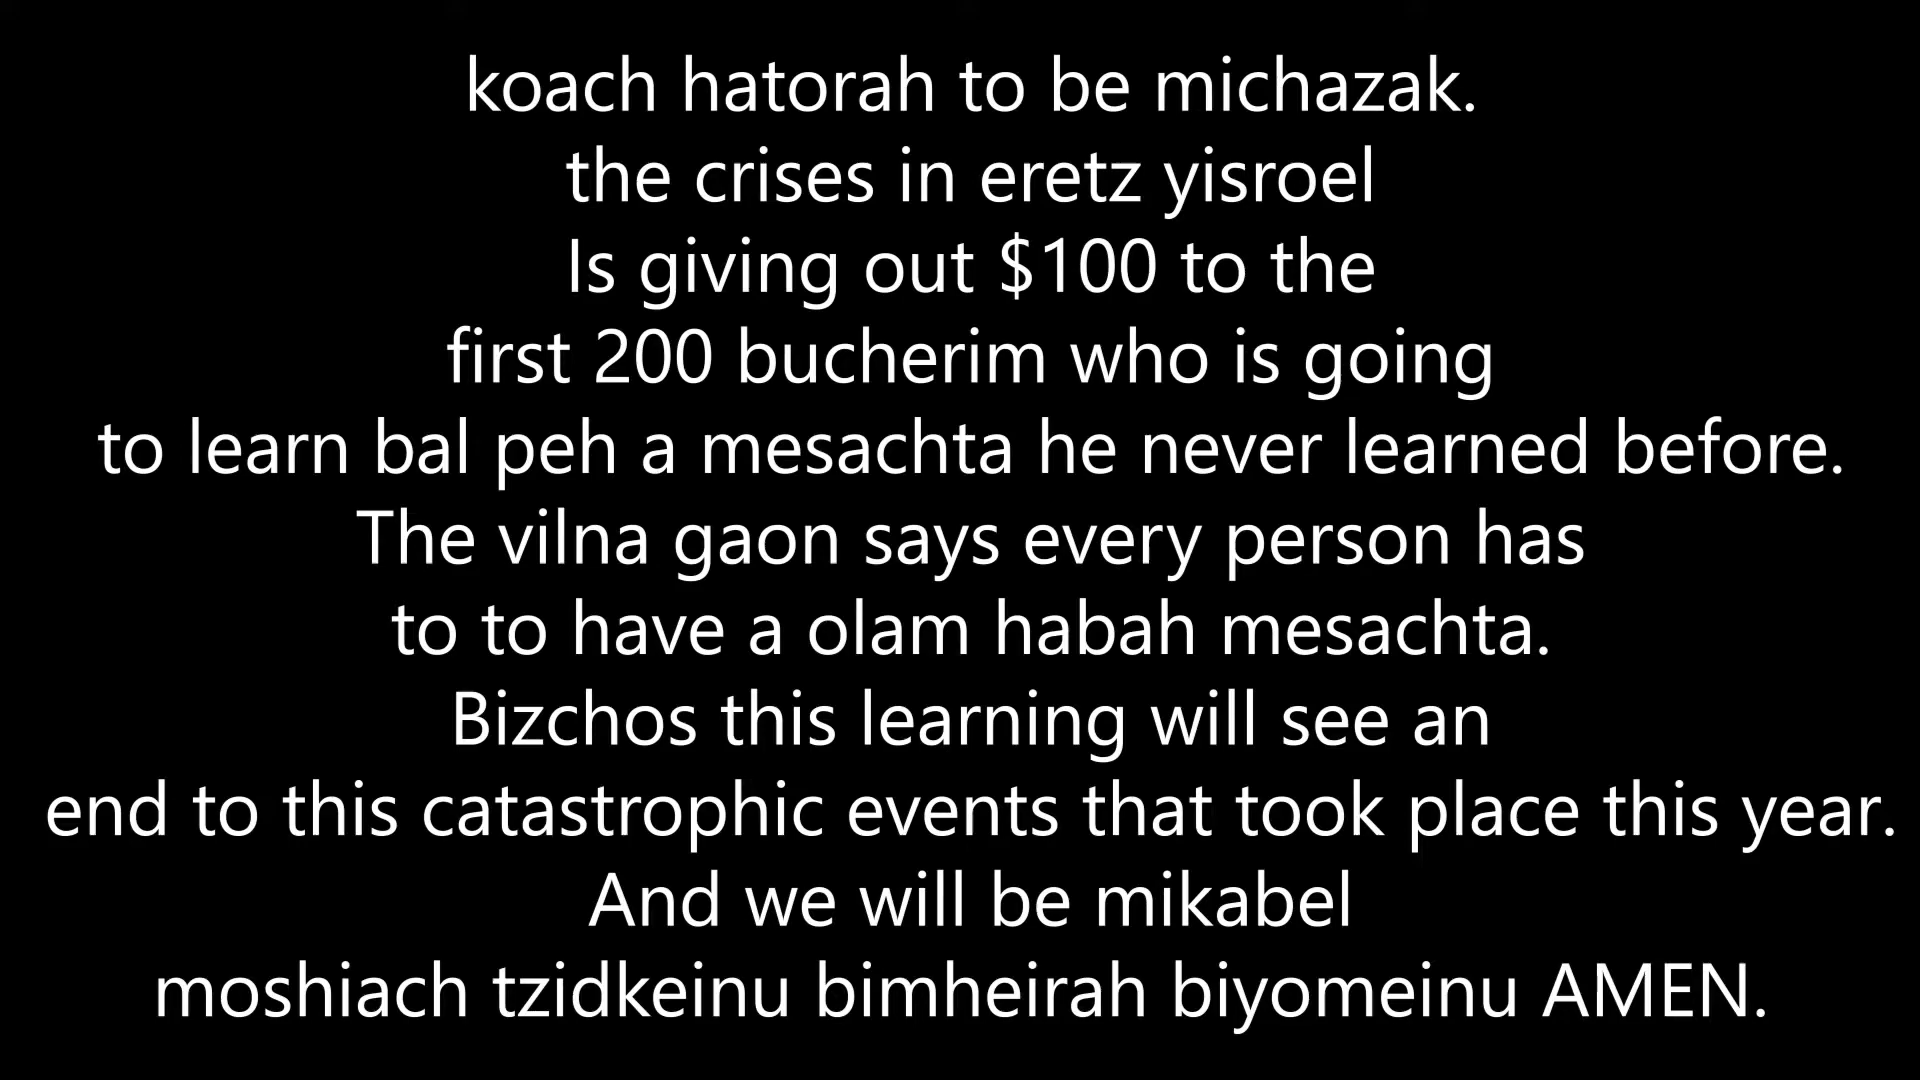 koach hatorah to be michazak.
the crises in eretz yisroel
Is giving out $100 to the
first 200 bucherim who is going
to learn bal peh a mesachta he never learned before.
The vilna gaon says every person has
to to have a olam habah mesachta.
Bizchos this learning will see an
end to this catastrophic events that took place this year.
And we will be mikabel
moshiach tzidkeinu bimheirah biyomeinu AMEN.